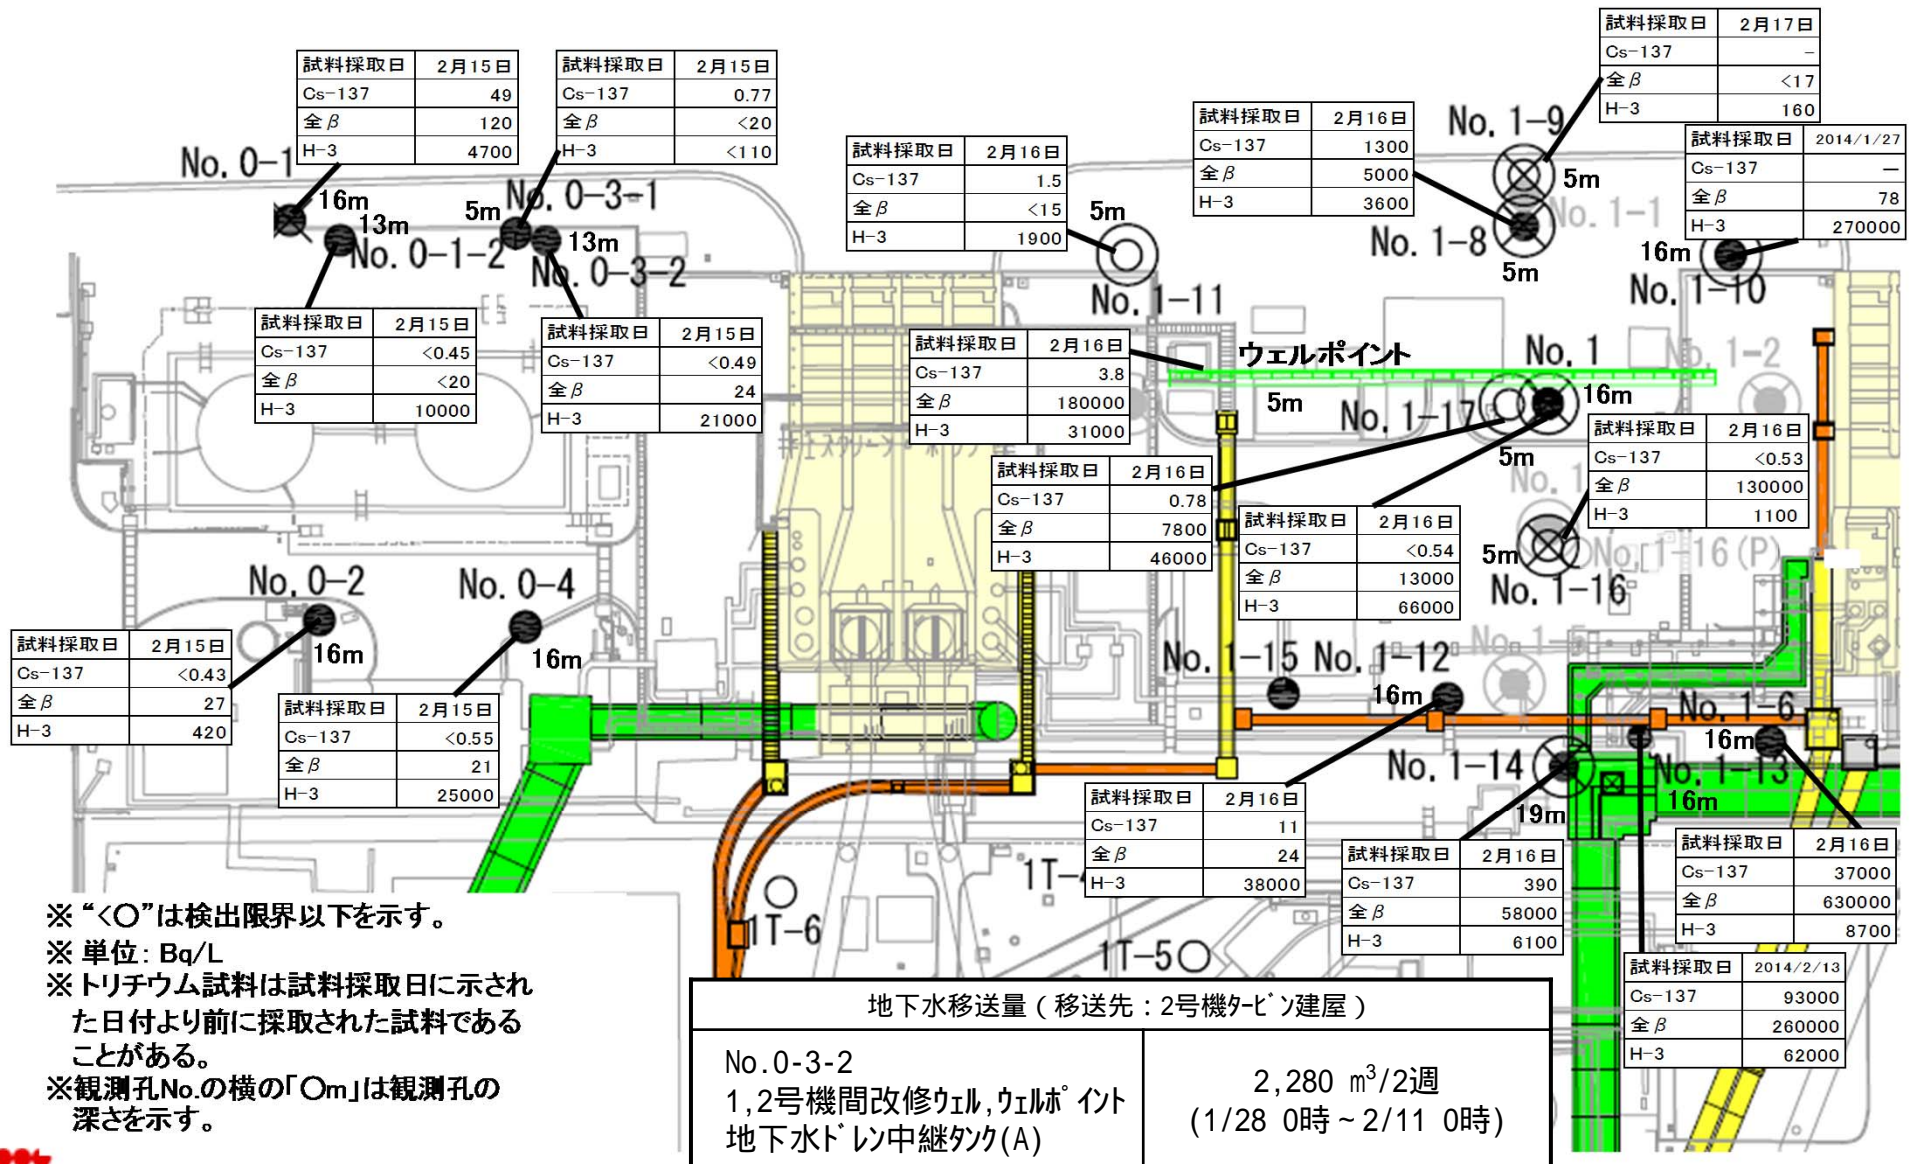 試料採取日 2月17日
Cs-137 -
全β <17
H-3 160
試料採取日 2月15日
Cs-137 49
全β 120
H-3 4700
試料採取日 2月15日
Cs-137 0.77
全β <20
H-3 <110
試料採取日 2月16日
Cs-137 1300
全β 5000
H-3 3600
No. 1-9
試料採取日 2014/1/27
Cs-137 ―
全β 78
H-3 270000
試料採取日 2月16日
Cs-137 1.5
全β <15
H-3 1900
No. 0-1
16m
13m
No. 0-1-2
5m
No. 0-3-1
13m
No. 0-3-2
5m
No. 1-11
5m
No. 1-1
No. 1-8
5m
16m
No. 1-10
試料採取日 2月15日
Cs-137 <0.45
全β <20
H-3 10000
試料採取日 2月15日
Cs-137 <0.49
全β 24
H-3 21000
試料採取日 2月16日
Cs-137 3.8
全β 180000
H-3 31000
ウェルポイント
5m
No. 1
16m
No. 1-2
No. 1-17
5m
試料採取日 2月16日
Cs-137 <0.53
全β 130000
H-3 1100
試料採取日 2月16日
Cs-137 0.78
全β 7800
H-3 46000
試料採取日 2月16日
Cs-137 <0.54
全β 13000
H-3 66000
No. 1
5m
No. 1-16(P)
No. 1-16
No. 0-2
16m
No. 0-4
16m
試料採取日 2月15日
Cs-137 <0.43
全β 27
H-3 420
試料採取日 2月15日
Cs-137 <0.55
全β 21
H-3 25000
No. 1-15
No. 1-12
16m
No. 1-5
No. 1-6
16m
No. 1-14
19m
No. 1-13
16m
試料採取日 2月16日
Cs-137 11
全β 24
H-3 38000
試料採取日 2月16日
Cs-137 390
全β 58000
H-3 6100
試料採取日 2月16日
Cs-137 37000
全β 630000
H-3 8700
試料採取日 2014/2/13
Cs-137 93000
全β 260000
H-3 62000
1T-6
1T-5
※ “<〇”は検出限界以下を示す。
※ 単位: Bq/L
※ トリチウム試料は試料採取日に示され
た日付より前に採取された試料である
ことがある。
※観測孔No.の横の「〇m」は観測孔の
深さを示す。
地下水移送量(移送先:2号機タービン建屋)
No.0-3-2
1,2号機間改修ウェル,ウェルポイント
地下水ドレン中継タンク(A)
2,280 m³/2週
(1/28 0時~2/11 0時)